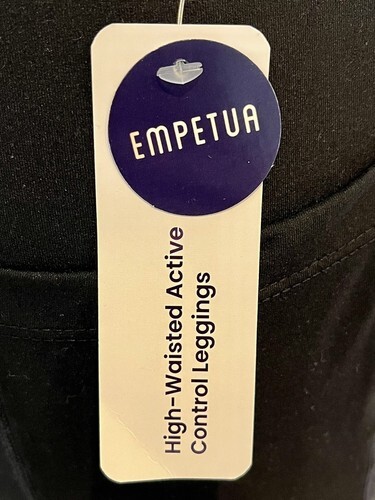 EMPETUA
High-Waisted Active
Control Leggings